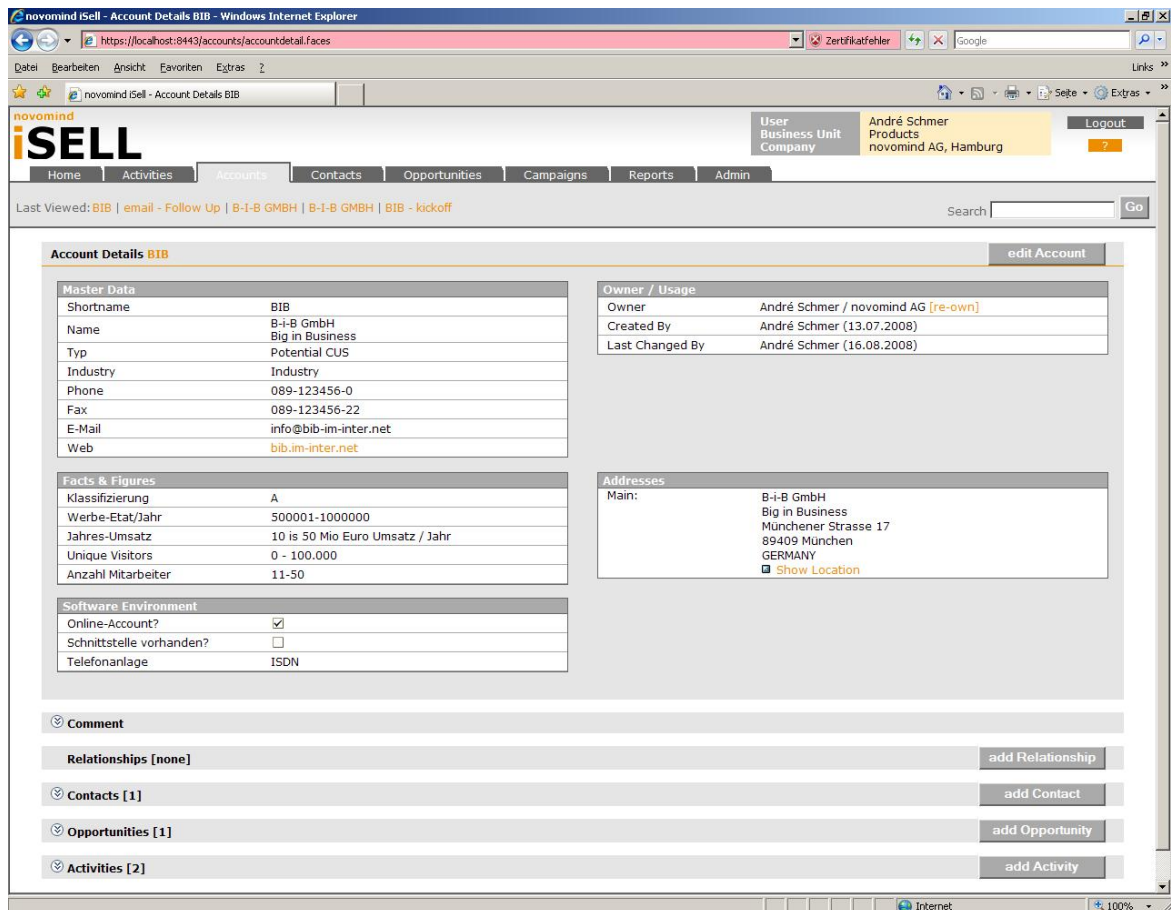 novomind iSell - Account Details BIB - Windows Internet Explorer
https://localhost:8443/accounts/accountdetail.faces Zertifikatfehler Google
Datei Bearbeiten Ansicht Favoriten Extras ? Links »
novomind iSell - Account Details BIB Seite Extras »
novomind
iSELL
User André Schmer
Business Unit Products
Company novomind AG, Hamburg
Logout
?
Home Activities Accounts Contacts Opportunities Campaigns Reports Admin
Last Viewed: BIB | email - Follow Up | B-I-B GMBH | B-I-B GMBH | BIB - kickoff Search Go
Account Details BIB edit Account
Master Data
Shortname BIB
Name B-i-B GmbH
Big in Business
Typ Potential CUS
Industry Industry
Phone 089-123456-0
Fax 089-123456-22
E-Mail info@bib-im-inter.net
Web bib.im-inter.net
Owner / Usage
Owner André Schmer / novomind AG [re-own]
Created By André Schmer (13.07.2008)
Last Changed By André Schmer (16.08.2008)
Facts & Figures
Klassifizierung A
Werbe-Etat/Jahr 500001-1000000
Jahres-Umsatz 10 is 50 Mio Euro Umsatz / Jahr
Unique Visitors 0 - 100.000
Anzahl Mitarbeiter 11-50
Addresses
Main: B-i-B GmbH
Big in Business
Münchener Strasse 17
89409 München
GERMANY
Show Location
Software Environment
Online-Account?
Schnittstelle vorhanden?
Telefonanlage ISDN
Comment
Relationships [none] add Relationship
Contacts [1] add Contact
Opportunities [1] add Opportunity
Activities [2] add Activity
Internet 100%